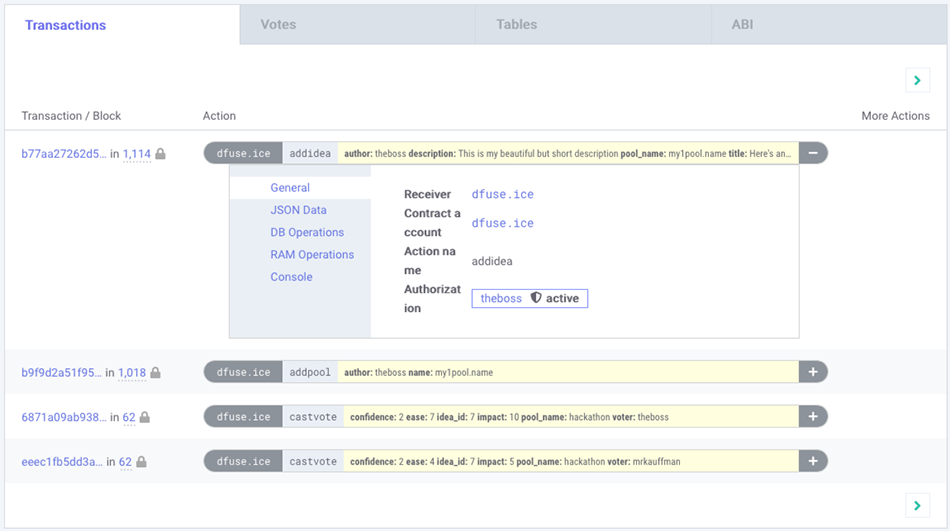 Transactions
Votes
Tables
ABI
Transaction / Block
Action
More Actions
b77aa27262d5... in 1,114
dfuse.ice addidea author: theboss description: This is my beautiful but short description pool_name: my1pool.name title: Here's an...
General
JSON Data
DB Operations
RAM Operations
Console
Receiver dfuse.ice
Contract a
ccount
dfuse.ice
Action na
me
addidea
Authorizat
ion
theboss active
b9f9d2a51f95... in 1,018
dfuse.ice addpool author: theboss name: my1pool.name
6871a09ab938... in 62
dfuse.ice castvote confidence: 2 ease: 7 idea_id: 7 impact: 10 pool_name: hackathon voter: theboss
eeec1fb5dd3a... in 62
dfuse.ice castvote confidence: 2 ease: 4 idea_id: 7 impact: 5 pool_name: hackathon voter: mrkauffman